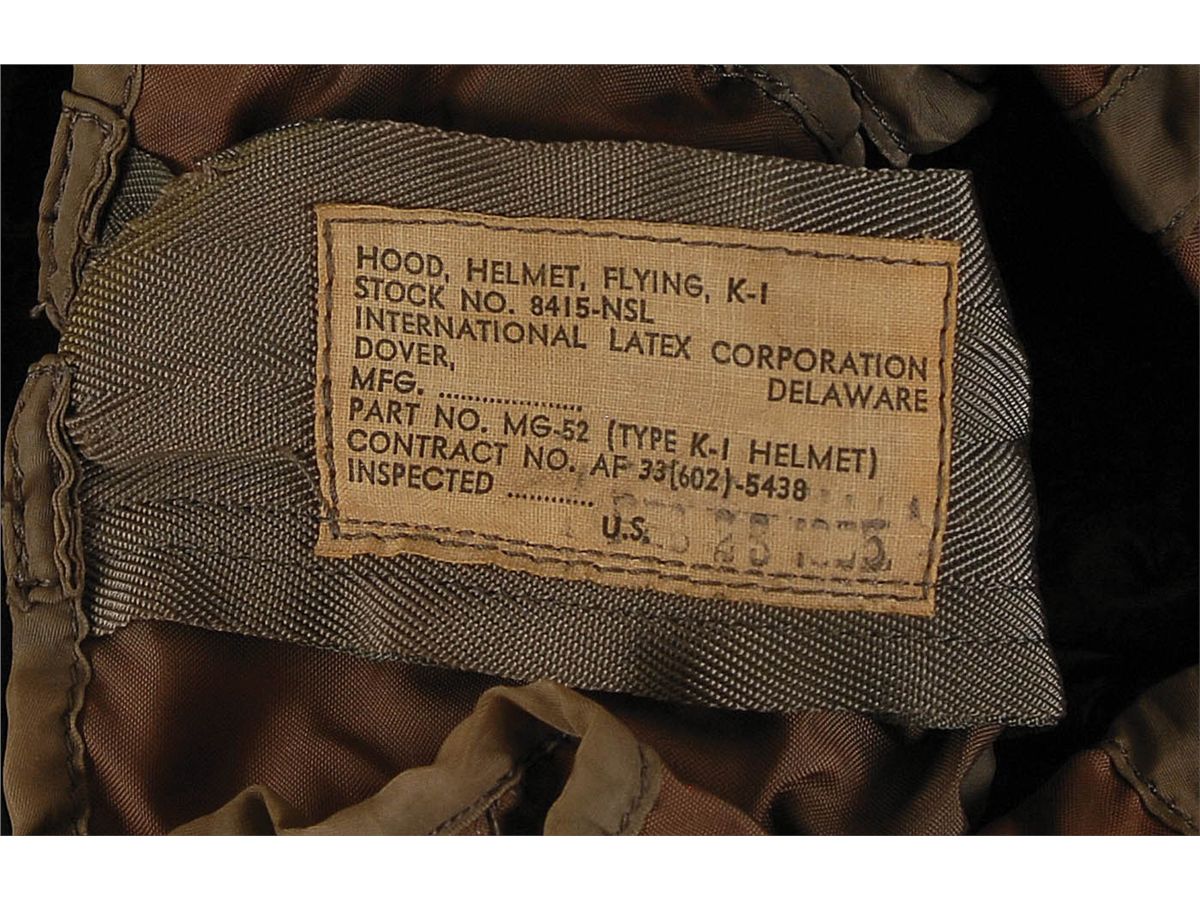 HOOD, HELMET, FLYING, K-1
STOCK NO. 8415-NSL
INTERNATIONAL LATEX CORPORATION
DOVER, DELAWARE
MFG. ....................
PART NO. MG-52 (TYPE K-1 HELMET)
CONTRACT NO. AF 33(602)-5438
INSPECTED ............
U.S. 25